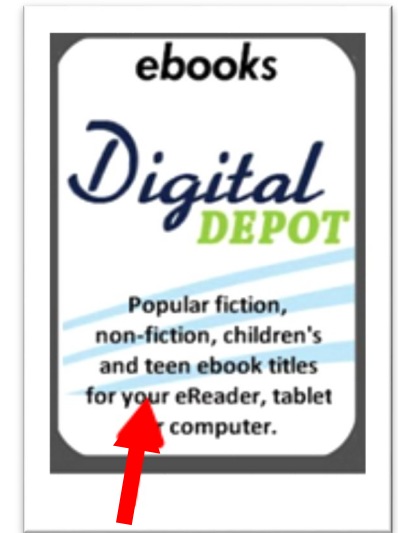 ebooks
Digital
DEPOT
Popular fiction,
non-fiction, children's
and teen ebook titles
for your eReader, tablet
computer.